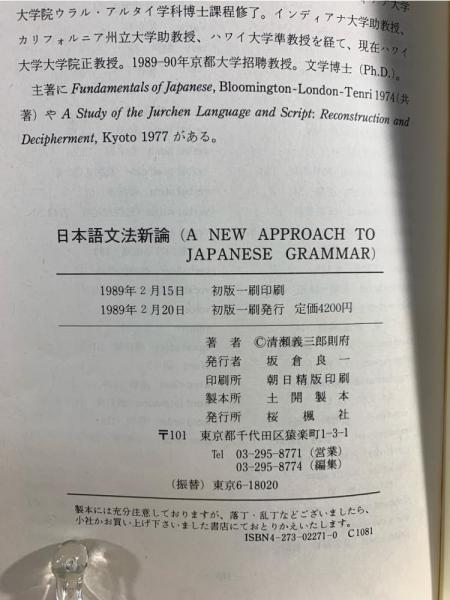 大学院ウラル・アルタイ学科博士課程修了。インディアナ大学助教授、
カリフォルニア州立大学助教授、ハワイ大学準教授を経て、現在ハワイ
大学大学院正教授。1989-90年京都大学招聘教授。文学博士 (Ph.D.)。
主著に Fundamentals of Japanese, Bloomington-London-Tenri 1974 (共
著) や A Study of the Jurchen Language and Script: Reconstruction and
Decipherment, Kyoto 1977 がある。
日本語文法新論 (A NEW APPROACH TO
JAPANESE GRAMMAR)
1989年2月15日 初版一刷印刷
1989年2月20日 初版一刷発行 定価4200円
著者 ©清瀬義三郎則府
発行者 坂倉良一
印刷所 朝日精版印刷
製本所 土開製本
発行所 桜楓社
〒101 東京都千代田区猿楽町1-3-1
Tel 03-295-8771 (営業)
03-295-8774 (編集)
(振替) 東京6-18020
製本には充分注意しておりますが、落丁・乱丁などございましたら、
小社かお買い上げ下さいました書店にておとりかえいたします。
ISBN4-273-02271-0 C1081